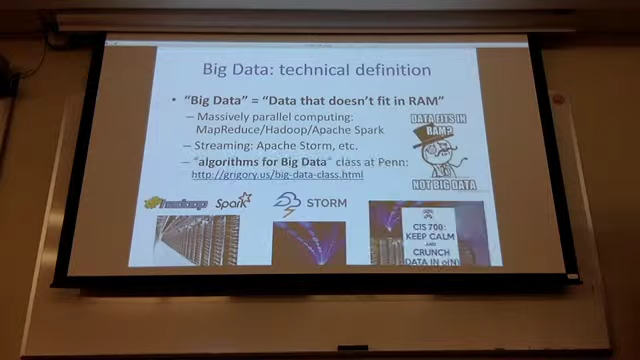 Big Data: technical definition
• “Big Data” = “Data that doesn’t fit in RAM”
– Massively parallel computing:
MapReduce/Hadoop/Apache Spark
– Streaming: Apache Storm, etc.
– “algorithms for Big Data” class at Penn:
http://grigory.us/big-data-class.html
DATA FITS IN
RAM?
NOT BIG DATA
hadoop
Spark
STORM
CIS 700:
KEEP CALM
AND
CRUNCH
DATA IN o(N)